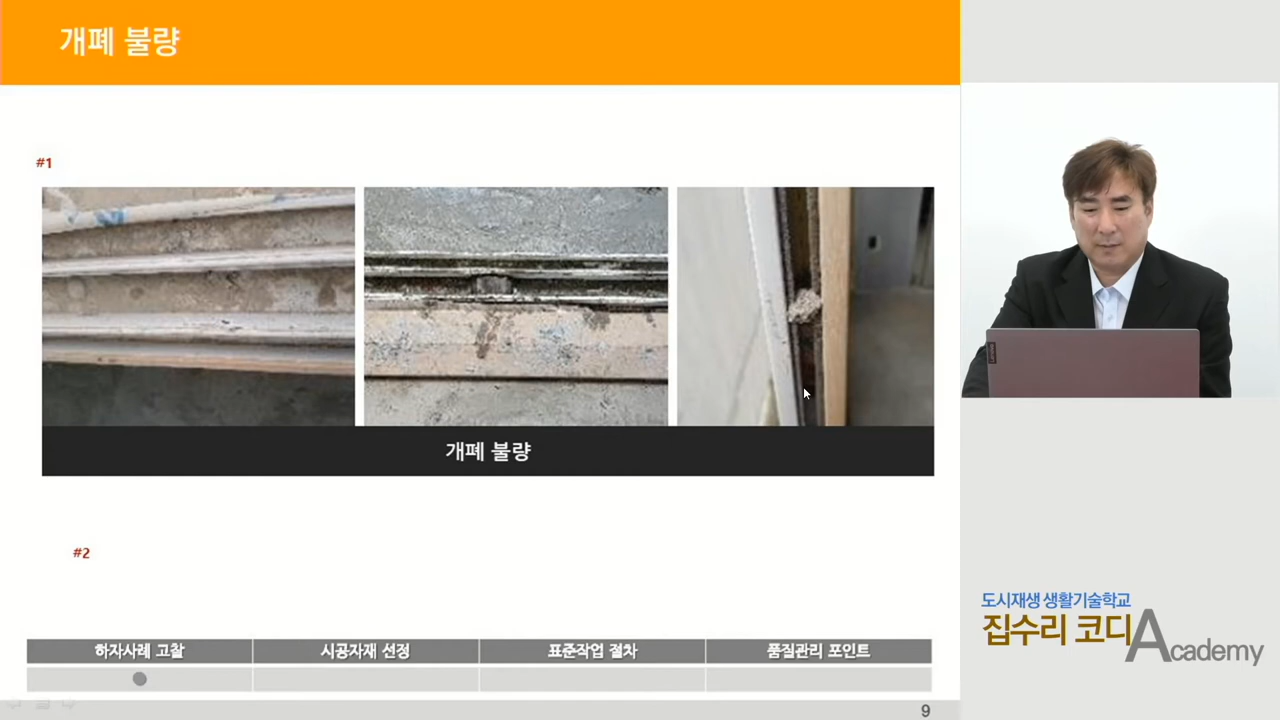 개폐 불량
#1
개폐 불량
#2
하자사례 고찰
시공자재 선정
표준작업 절차
품질관리 포인트
9
도시재생 생활기술학교
집수리 코디Academy